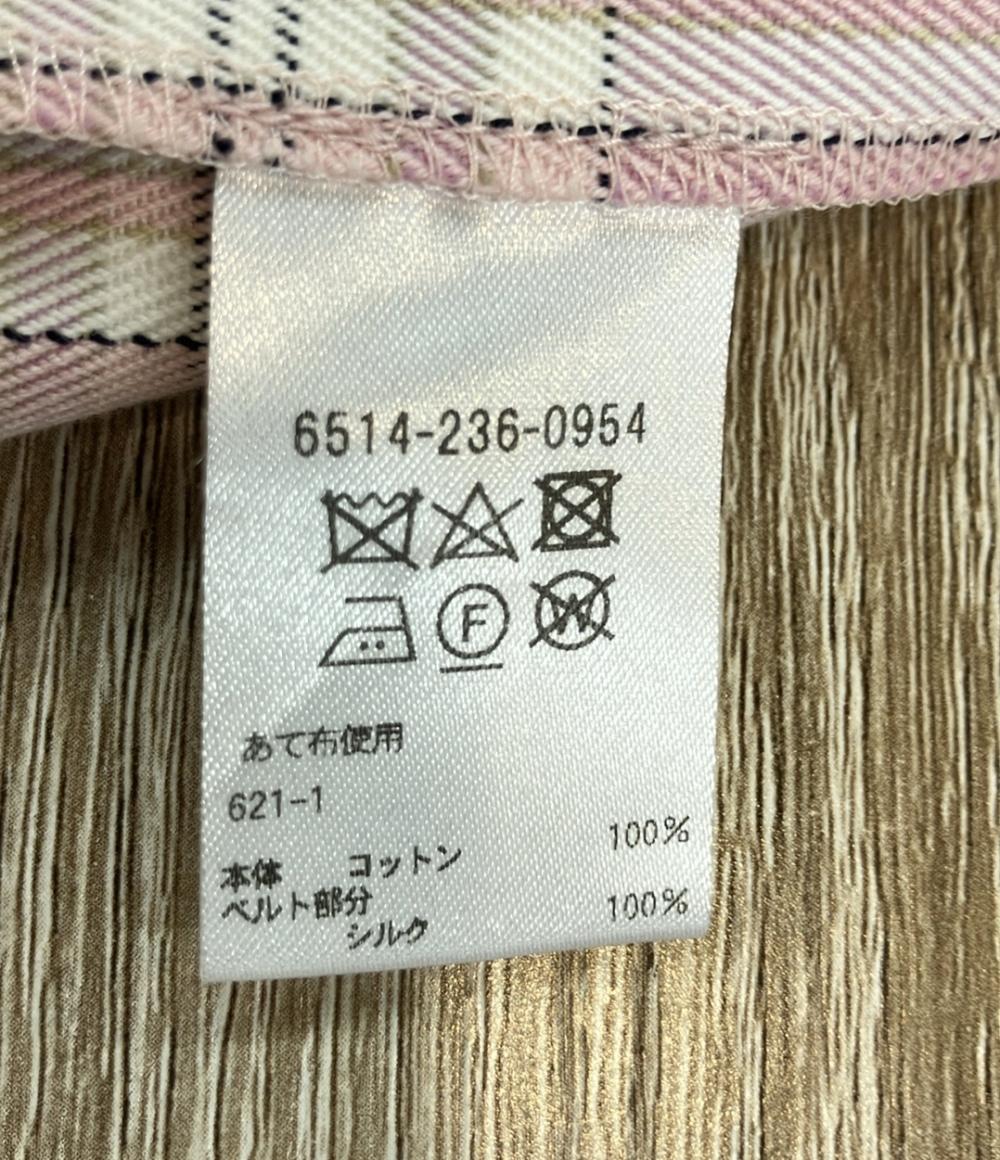 6514-236-0954
F W
あて布使用
621-1
本体 コットン 100%
ベルト部分
シルク 100%